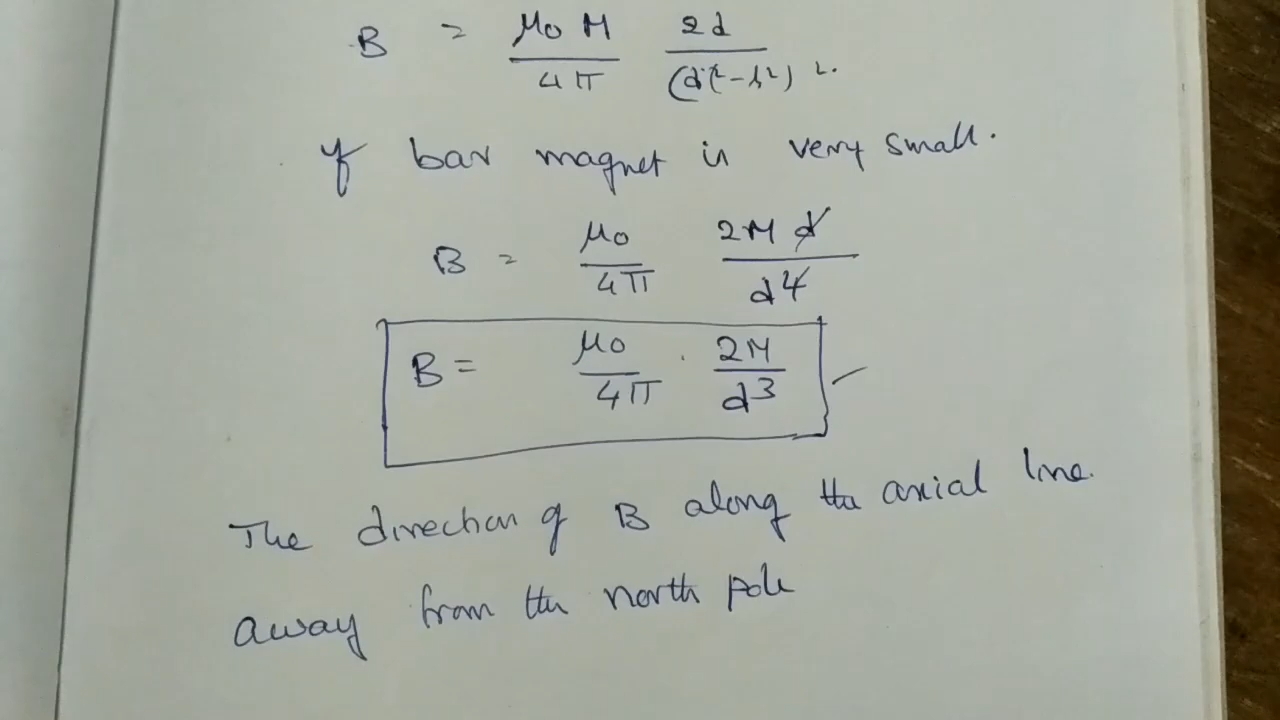 B = μ0 M / 4π 2d / (d² - l²)²
If bar magnet is very small.
B = μ0 / 4π 2M d / d4
B = μ0 / 4π . 2M / d3
The direction of B along the axial line.
away from the north pole